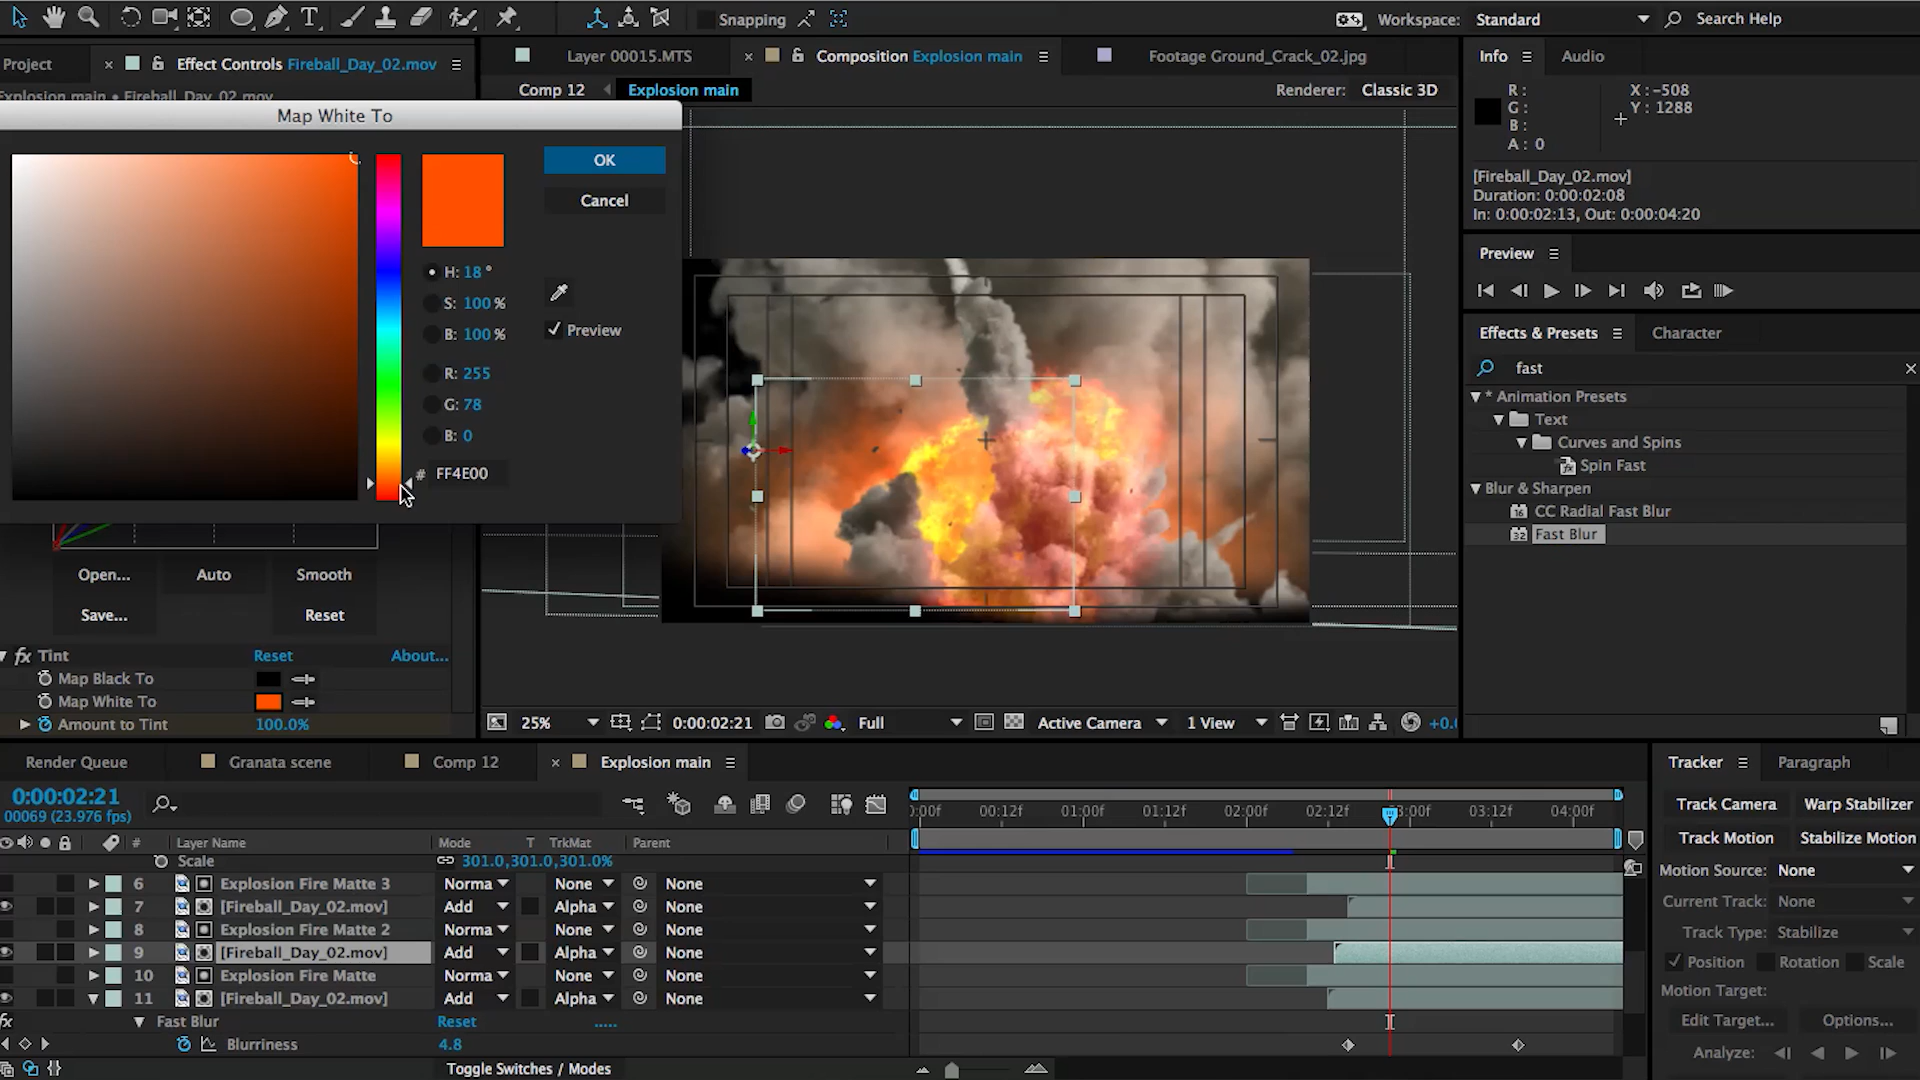 Snapping
Workspace: Standard
Search Help
Project
Effect Controls Fireball_Day_02.mov
Layer 00015.MTS
Composition Explosion main
Footage Ground_Crack_02.jpg
Info
Audio
Explosion main • Fireball_Day_02.mov
Comp 12
Explosion main
Renderer: Classic 3D
R:
G:
B:
A: 0
X: -508
Y: 1288
Map White To
OK
Cancel
H: 18 °
S: 100 %
B: 100 %
Preview
R: 255
G: 78
B: 0
# FF4E00
[Fireball_Day_02.mov]
Duration: 0:00:02:08
In: 0:00:02:13, Out: 0:00:04:20
Preview
Effects & Presets
Character
fast
* Animation Presets
Text
Curves and Spins
Spin Fast
Blur & Sharpen
CC Radial Fast Blur
Fast Blur
Open...
Auto
Smooth
Save...
Reset
fx Tint
Reset
About...
Map Black To
Map White To
Amount to Tint
100.0%
25%
0:00:02:21
Full
Active Camera
1 View
+0.
Render Queue
Granata scene
Comp 12
Explosion main
Tracker
Paragraph
0:00:02:21
00069 (23.976 fps)
:00f 00:12f 01:00f 01:12f 02:00f 02:12f 03:00f 03:12f 04:00f
Track Camera
Warp Stabilizer
Track Motion
Stabilize Motion
# Layer Name Mode T TrkMat Parent
Scale 301.0,301.0,301.0%
6 Explosion Fire Matte 3 Norma None None
7 [Fireball_Day_02.mov] Add Alpha None
8 Explosion Fire Matte 2 Norma None None
9 [Fireball_Day_02.mov] Add Alpha None
10 Explosion Fire Matte Norma None None
11 [Fireball_Day_02.mov] Add Alpha None
fx Fast Blur Reset .....
Blurriness 4.8
Toggle Switches / Modes
Motion Source: None
Current Track: None
Track Type: Stabilize
Position Rotation Scale
Motion Target:
Edit Target...
Options...
Analyze: